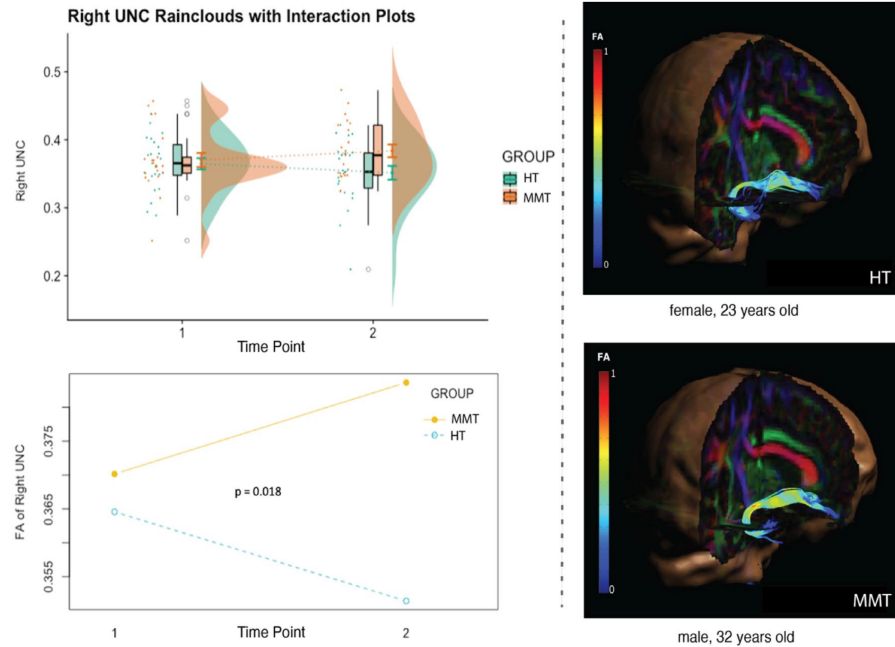 Right UNC Rainclouds with Interaction Plots
Right UNC
0.5
0.4
0.3
0.2
1
2
Time Point
GROUP
HT
MMT
FA of Right UNC
0.375
0.365
0.355
p = 0.018
GROUP
MMT
HT
1
Time Point
2
FA
1
0
HT
female, 23 years old
FA
1
0
MMT
male, 32 years old